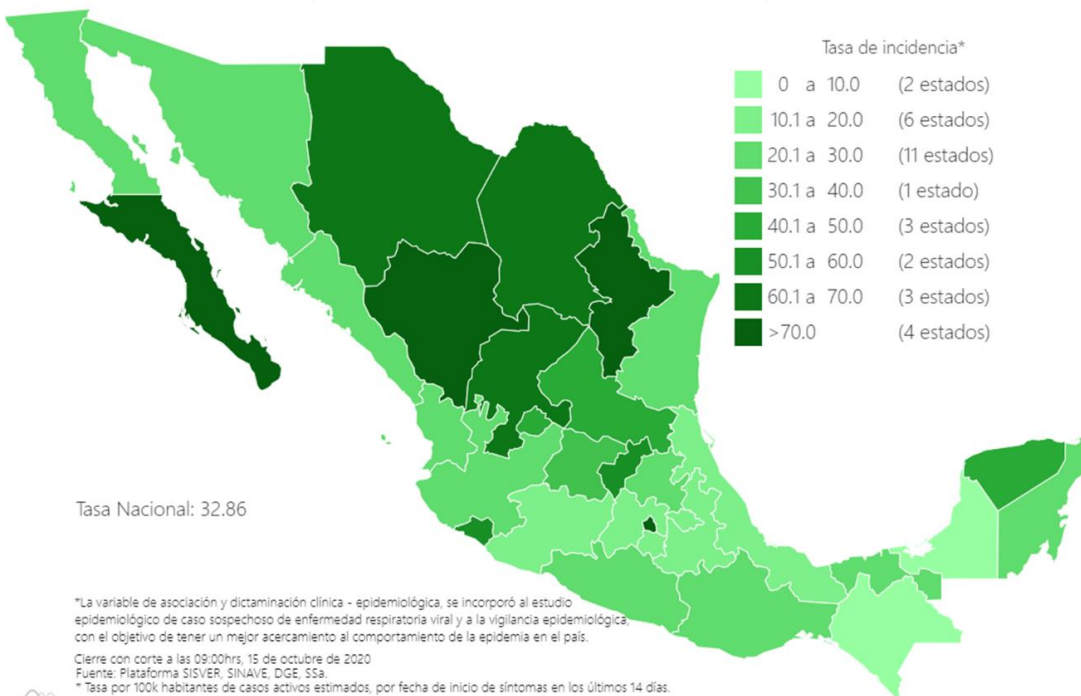 Tasa de incidencia*
0 a 10.0 (2 estados)
10.1 a 20.0 (6 estados)
20.1 a 30.0 (11 estados)
30.1 a 40.0 (1 estado)
40.1 a 50.0 (3 estados)
50.1 a 60.0 (2 estados)
60.1 a 70.0 (3 estados)
>70.0 (4 estados)
Tasa Nacional: 32.86
*La variable de asociación y dictaminación clínica - epidemiológica, se incorporó al estudio
epidemiológico de caso sospechoso de enfermedad respiratoria viral y a la vigilancia epidemiológica,
con el objetivo de tener un mejor acercamiento al comportamiento de la epidemia en el país.
Cierre con corte a las 09:00hrs, 15 de octubre de 2020
Fuente: Plataforma SISVER, SINAVE, DGE, SSa.
* Tasa por 100k habitantes de casos activos estimados, por fecha de inicio de síntomas en los últimos 14 días.